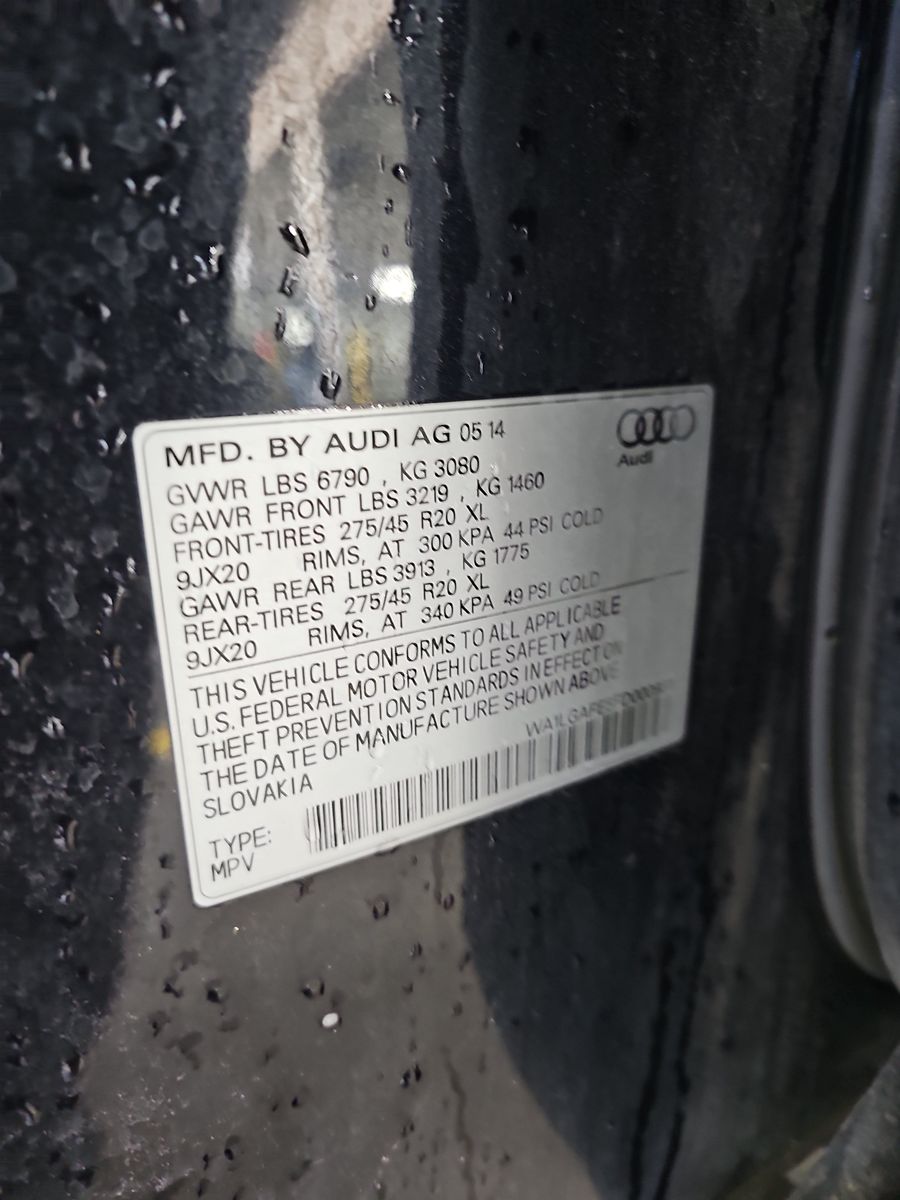 MFD. BY AUDI AG 05 14
Audi
GVWR LBS 6790 , KG 3080
GAWR FRONT LBS 3219 , KG 1460
FRONT-TIRES 275/45 R20 XL
9JX20 RIMS, AT 300 KPA 44 PSI COLD
GAWR REAR LBS 3913 , KG 1775
REAR-TIRES 275/45 R20 XL
9JX20 RIMS, AT 340 KPA 49 PSI COLD
THIS VEHICLE CONFORMS TO ALL APPLICABLE
U.S. FEDERAL MOTOR VEHICLE SAFETY AND
THEFT PREVENTION STANDARDS IN EFFECT ON
THE DATE OF MANUFACTURE SHOWN ABOVE
SLOVAKIA
TYPE:
MPV